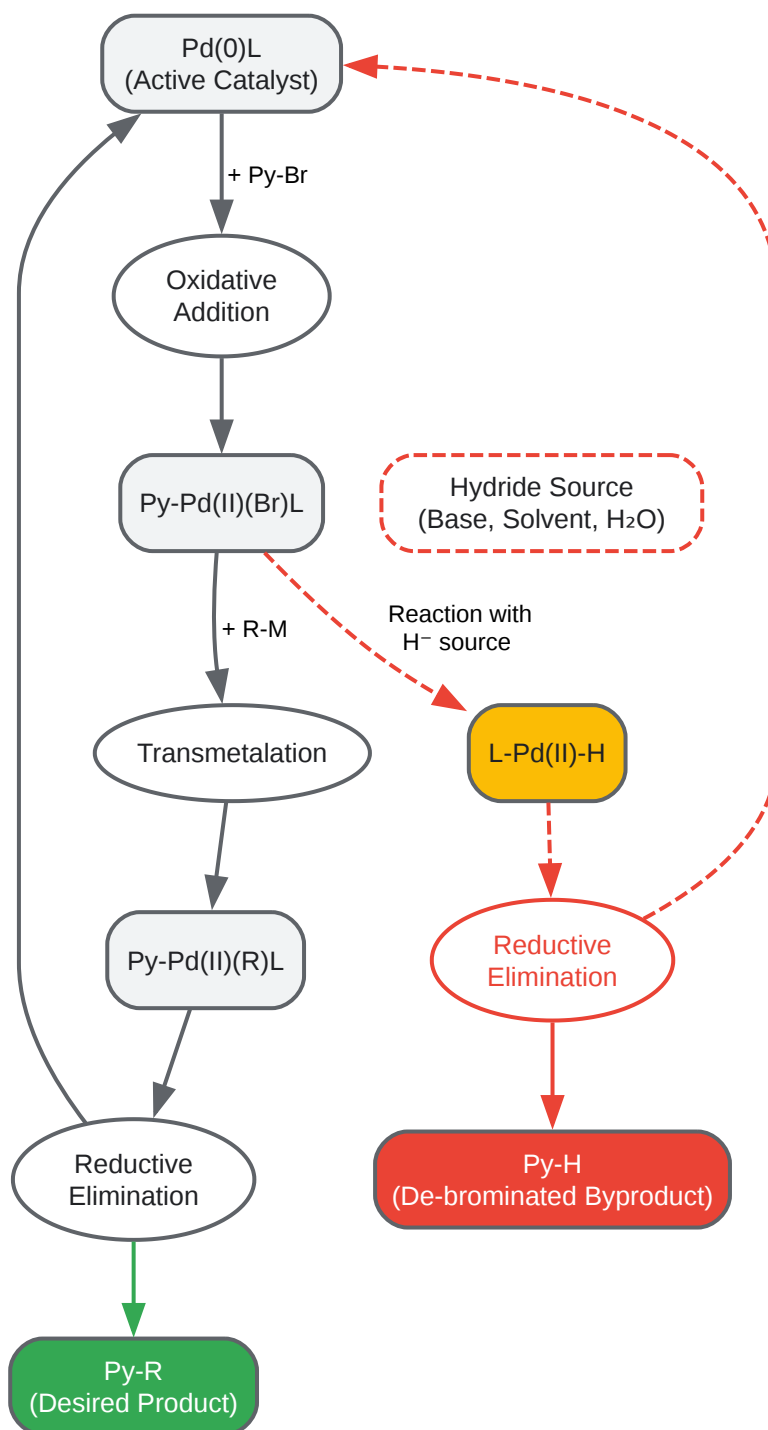 Pd(0)L
(Active Catalyst)
+ Py-Br
Oxidative
Addition
Py-Pd(II)(Br)L
Hydride Source
(Base, Solvent, H₂O)
+ R-M
Reaction with
H⁻ source
Transmetalation
L-Pd(II)-H
Py-Pd(II)(R)L
Reductive
Elimination
Reductive
Elimination
Py-H
(De-brominated Byproduct)
Py-R
(Desired Product)